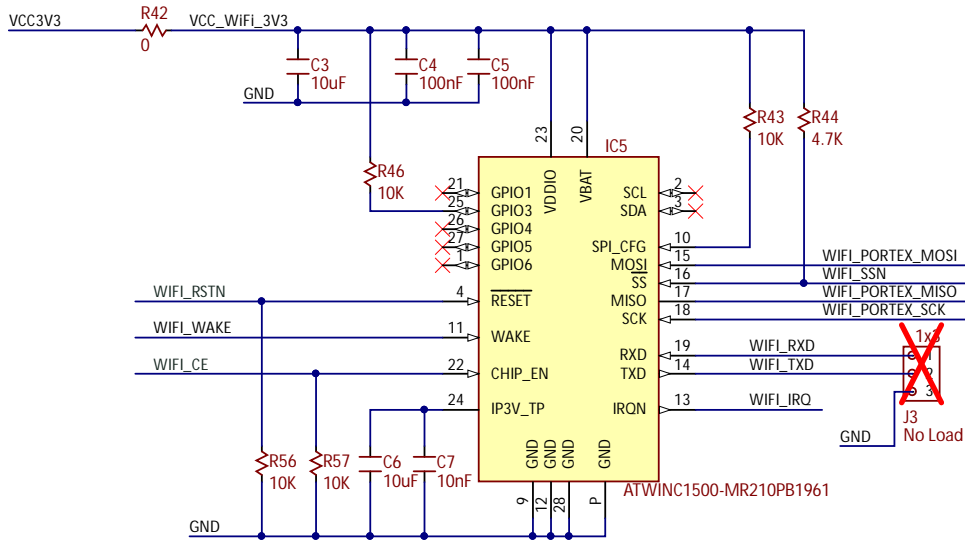 VCC3V3
R42
0
VCC_WiFi_3V3
C3
10uF
C4
100nF
C5
100nF
GND
R46
10K
R43
10K
R44
4.7K
IC5
23
20
VDDIO
VBAT
21 GPIO1
25 GPIO3
26 GPIO4
27 GPIO5
1 GPIO6
SCL 2
SDA 3
SPI_CFG 10
MOSI 15 WIFI_PORTEX_MOSI
SS 16 WIFI_SSN
MISO 17 WIFI_PORTEX_MISO
SCK 18 WIFI_PORTEX_SCK
WIFI_RSTN 4 RESET
WIFI_WAKE 11 WAKE
WIFI_CE 22 CHIP_EN
24 IP3V_TP
RXD 19 WIFI_RXD
TXD 14 WIFI_TXD
IRQN 13 WIFI_IRQ
1x3
1
2
3
J3
No Load
GND
GND
GND
GND
GND
9
12
28
P
R56
10K
R57
10K
C6
10uF
C7
10nF
ATWINC1500-MR210PB1961
GND